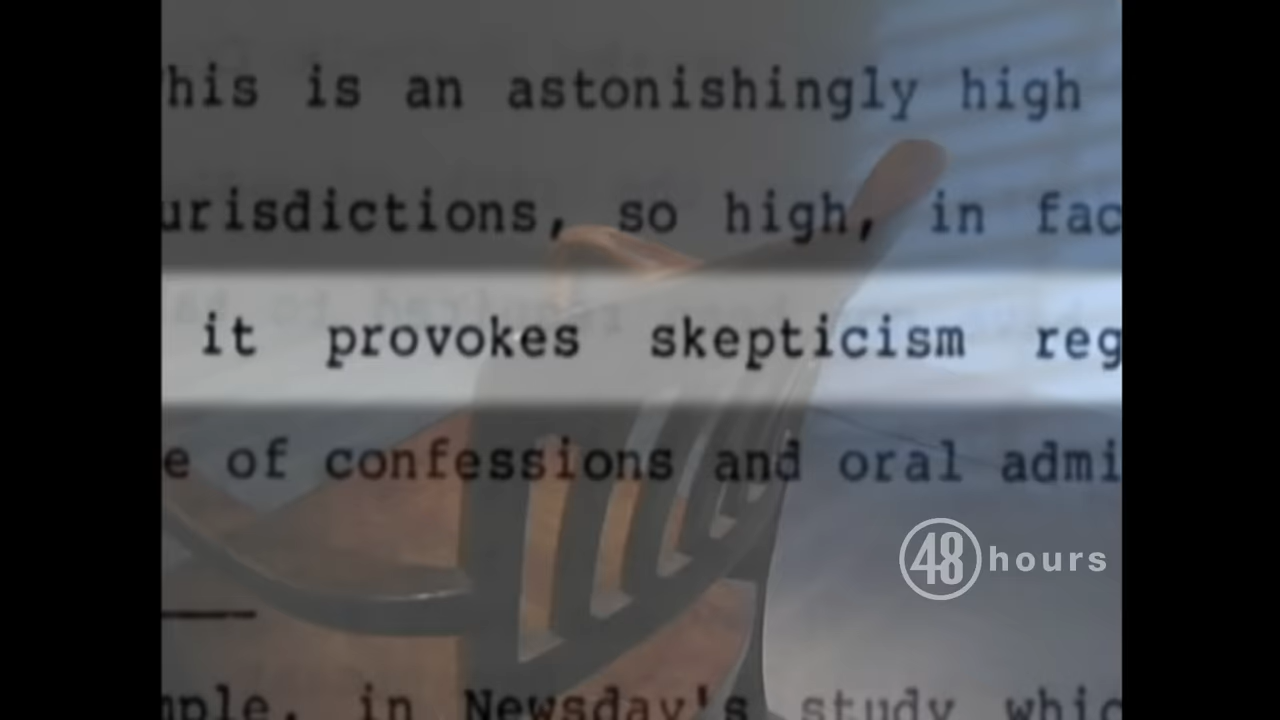 his is an astonishingly high
urisdictions, so high, in fac
it provokes skepticism reg
e of confessions and oral admi
48 hours
mple, in Newsday's study whic